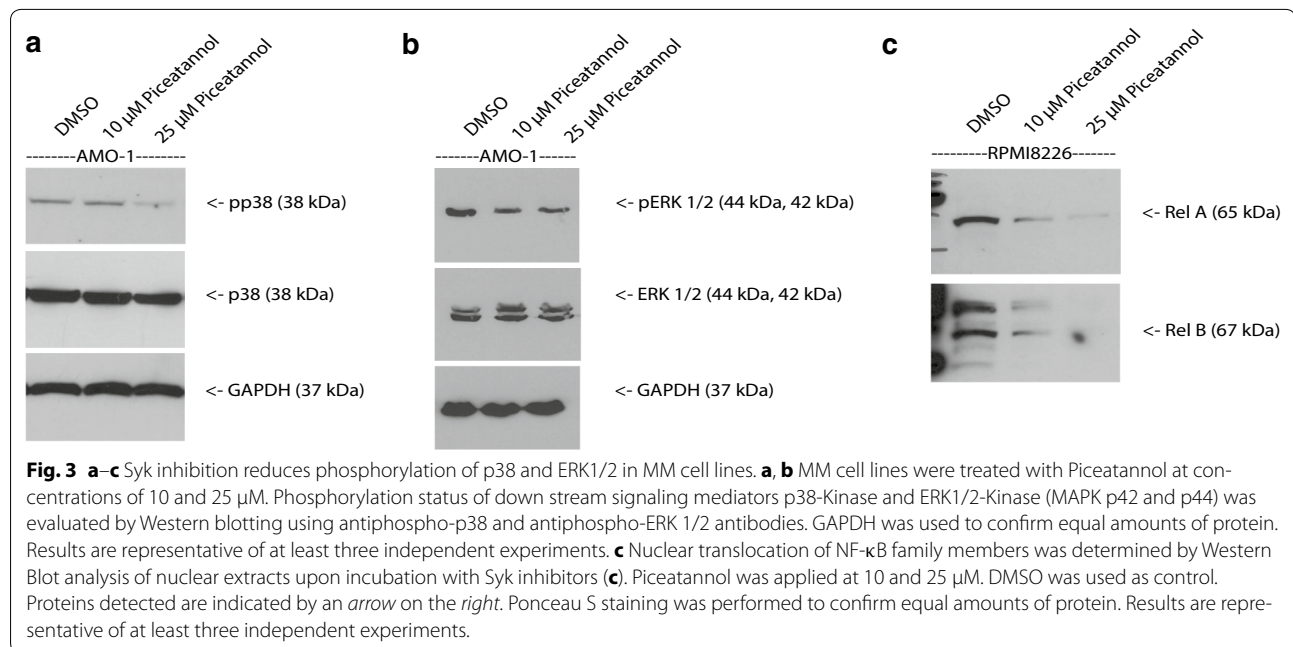 a
DMSO
10 µM Piceatannol
25 µM Piceatannol
--------AMO-1--------
<- pp38 (38 kDa)
<- p38 (38 kDa)
<- GAPDH (37 kDa)
b
DMSO
10 µM Piceatannol
25 µM Piceatannol
-------AMO-1------
<- pERK 1/2 (44 kDa, 42 kDa)
<- ERK 1/2 (44 kDa, 42 kDa)
<- GAPDH (37 kDa)
c
DMSO
10 µM Piceatannol
25 µM Piceatannol
---------RPMI8226-------
<- Rel A (65 kDa)
<- Rel B (67 kDa)
Fig. 3 a–c Syk inhibition reduces phosphorylation of p38 and ERK1/2 in MM cell lines. a, b MM cell lines were treated with Piceatannol at con-
centrations of 10 and 25 µM. Phosphorylation status of down stream signaling mediators p38-Kinase and ERK1/2-Kinase (MAPK p42 and p44) was
evaluated by Western blotting using antiphospho-p38 and antiphospho-ERK 1/2 antibodies. GAPDH was used to confirm equal amounts of protein.
Results are representative of at least three independent experiments. c Nuclear translocation of NF-κB family members was determined by Western
Blot analysis of nuclear extracts upon incubation with Syk inhibitors (c). Piceatannol was applied at 10 and 25 µM. DMSO was used as control.
Proteins detected are indicated by an arrow on the right. Ponceau S staining was performed to confirm equal amounts of protein. Results are repre-
sentative of at least three independent experiments.